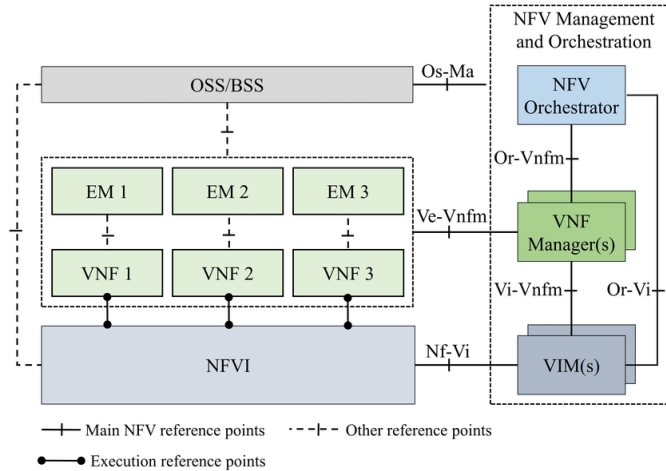 NFV Management
and Orchestration
OSS/BSS
Os-Ma
NFV
Orchestrator
Or-Vnfm
EM 1
EM 2
EM 3
Ve-Vnfm
VNF
Manager(s)
VNF 1
VNF 2
VNF 3
Vi-Vnfm
Or-Vi
NFVI
Nf-Vi
VIM(s)
Main NFV reference points
Other reference points
Execution reference points